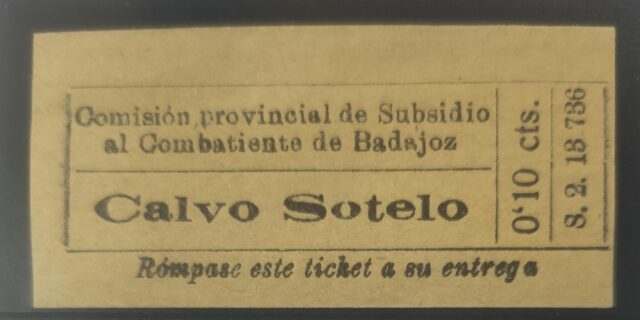 Comisión provincial de Subsidio
al Combatiente de Badajoz
Calvo Sotelo
0'10 cts.
S. 2. 13 736
Rómpase este ticket a su entrega